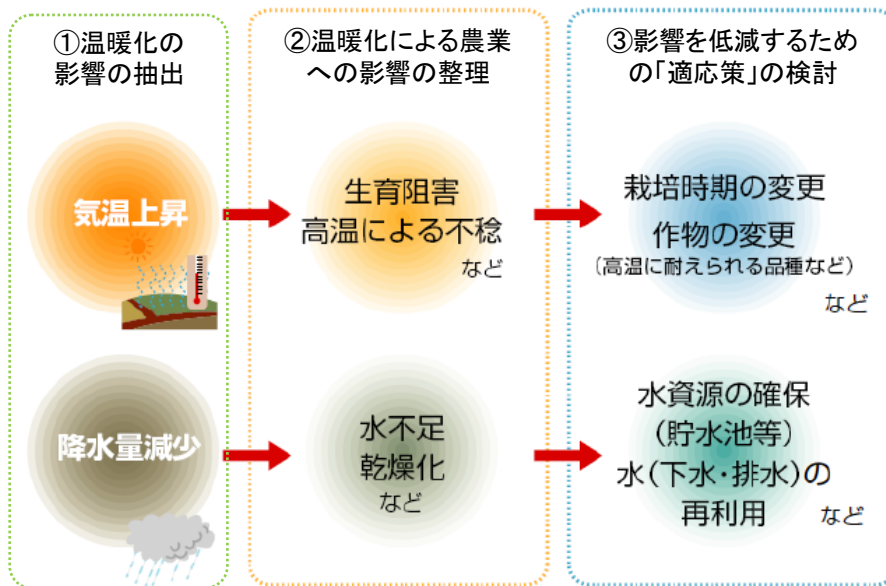 ①温暖化の
影響の抽出
②温暖化による農業
への影響の整理
③影響を低減するため
の「適応策」の検討
気温上昇
生育阻害
高温による不稔
など
栽培時期の変更
作物の変更
(高温に耐えられる品種など)
など
降水量減少
水不足
乾燥化
など
水資源の確保
(貯水池等)
水(下水・排水)の
再利用
など